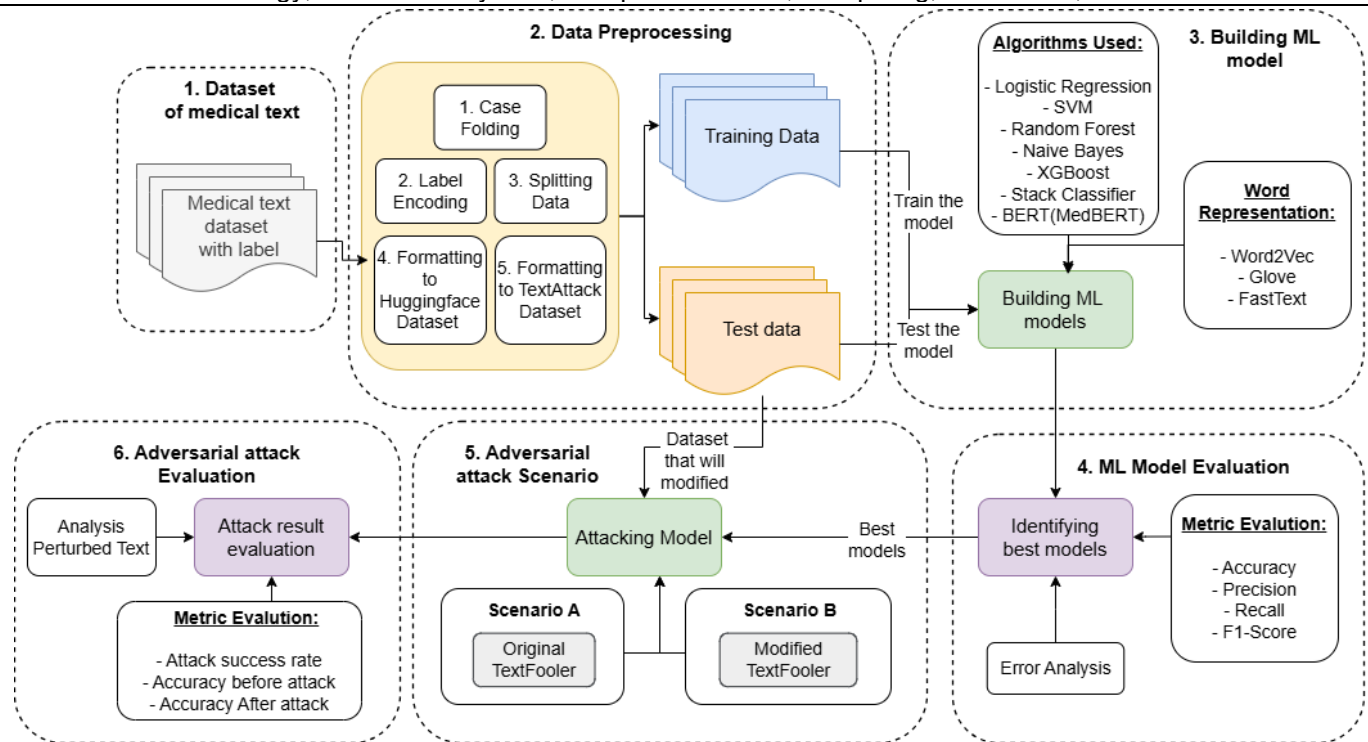 2. Data Preprocessing
1. Dataset
of medical text
Medical text
dataset
with label
1. Case
Folding
2. Label
Encoding
3. Splitting
Data
4. Formatting
to
Huggingface
Dataset
5. Formatting
to TextAttack
Dataset
Training Data
Test data
Train the
model
Test the
model
3. Building ML
model
Algorithms Used:
- Logistic Regression
- SVM
- Random Forest
- Naive Bayes
- XGBoost
- Stack Classifier
- BERT(MedBERT)
Word
Representation:
- Word2Vec
- Glove
- FastText
Building ML
models
4. ML Model Evaluation
Identifying
best models
Metric Evalution:
- Accuracy
- Precision
- Recall
- F1-Score
Error Analysis
Best
models
5. Adversarial
attack Scenario
Dataset
that will
modified
Attacking Model
Scenario A
Original
TextFooler
Scenario B
Modified
TextFooler
6. Adversarial attack
Evaluation
Analysis
Perturbed Text
Attack result
evaluation
Metric Evalution:
- Attack success rate
- Accuracy before attack
- Accuracy After attack